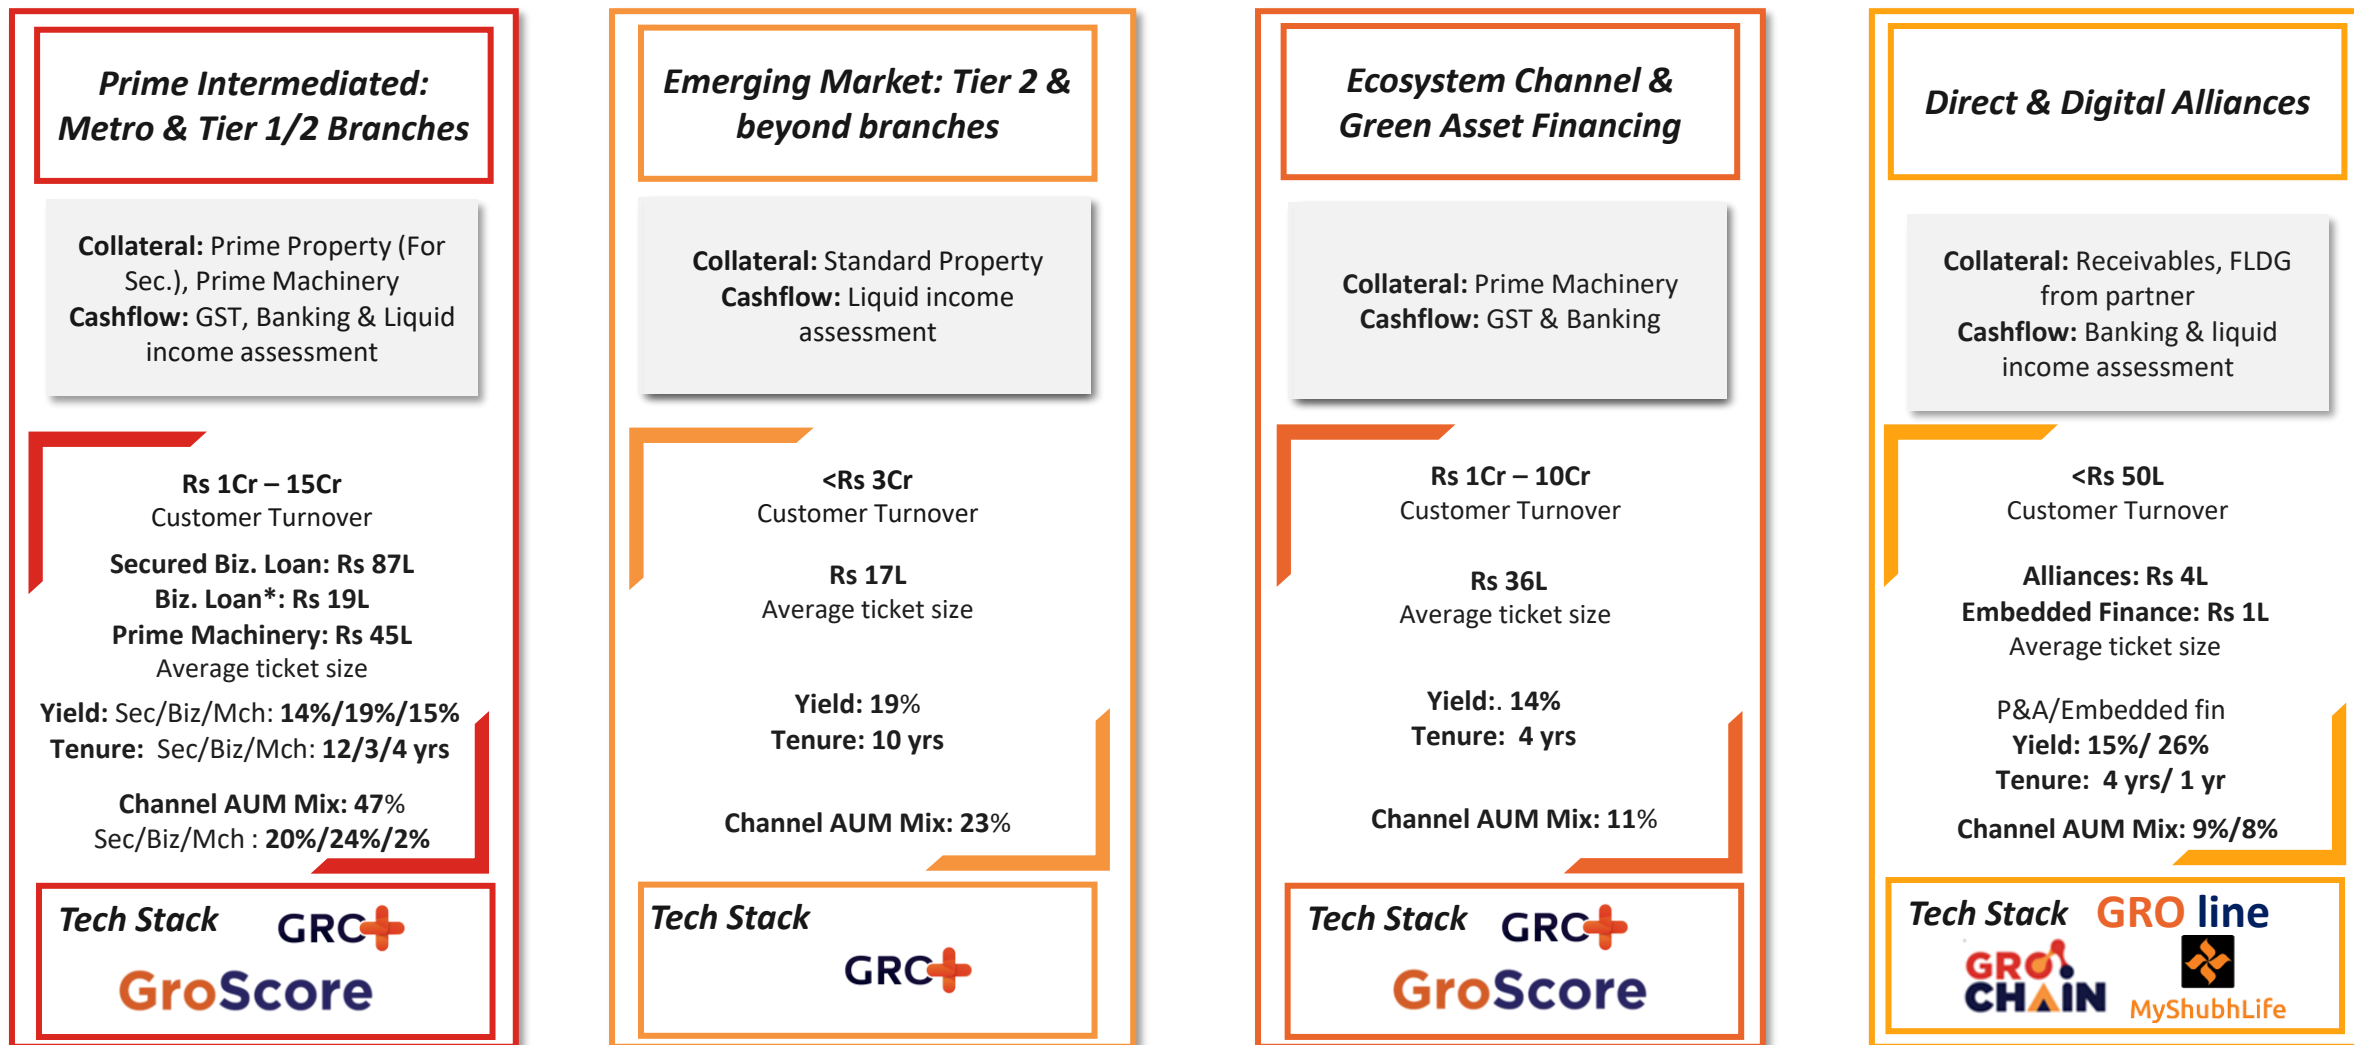 Prime Intermediated:
Metro & Tier 1/2 Branches
Collateral: Prime Property (For
Sec.), Prime Machinery
Cashflow: GST, Banking & Liquid
income assessment
Rs 1Cr – 15Cr
Customer Turnover
Secured Biz. Loan: Rs 87L
Biz. Loan*: Rs 19L
Prime Machinery: Rs 45L
Average ticket size
Yield: Sec/Biz/Mch: 14%/19%/15%
Tenure: Sec/Biz/Mch: 12/3/4 yrs
Channel AUM Mix: 47%
Sec/Biz/Mch : 20%/24%/2%
Tech Stack
GRO+
GroScore
Emerging Market: Tier 2 &
beyond branches
Collateral: Standard Property
Cashflow: Liquid income
assessment
<Rs 3Cr
Customer Turnover
Rs 17L
Average ticket size
Yield: 19%
Tenure: 10 yrs
Channel AUM Mix: 23%
Tech Stack
GRO+
Ecosystem Channel &
Green Asset Financing
Collateral: Prime Machinery
Cashflow: GST & Banking
Rs 1Cr – 10Cr
Customer Turnover
Rs 36L
Average ticket size
Yield:. 14%
Tenure: 4 yrs
Channel AUM Mix: 11%
Tech Stack
GRO+
GroScore
Direct & Digital Alliances
Collateral: Receivables, FLDG
from partner
Cashflow: Banking & liquid
income assessment
<Rs 50L
Customer Turnover
Alliances: Rs 4L
Embedded Finance: Rs 1L
Average ticket size
P&A/Embedded fin
Yield: 15%/ 26%
Tenure: 4 yrs/ 1 yr
Channel AUM Mix: 9%/8%
Tech Stack
GRO line
GRO
CHAIN
MyShubhLife